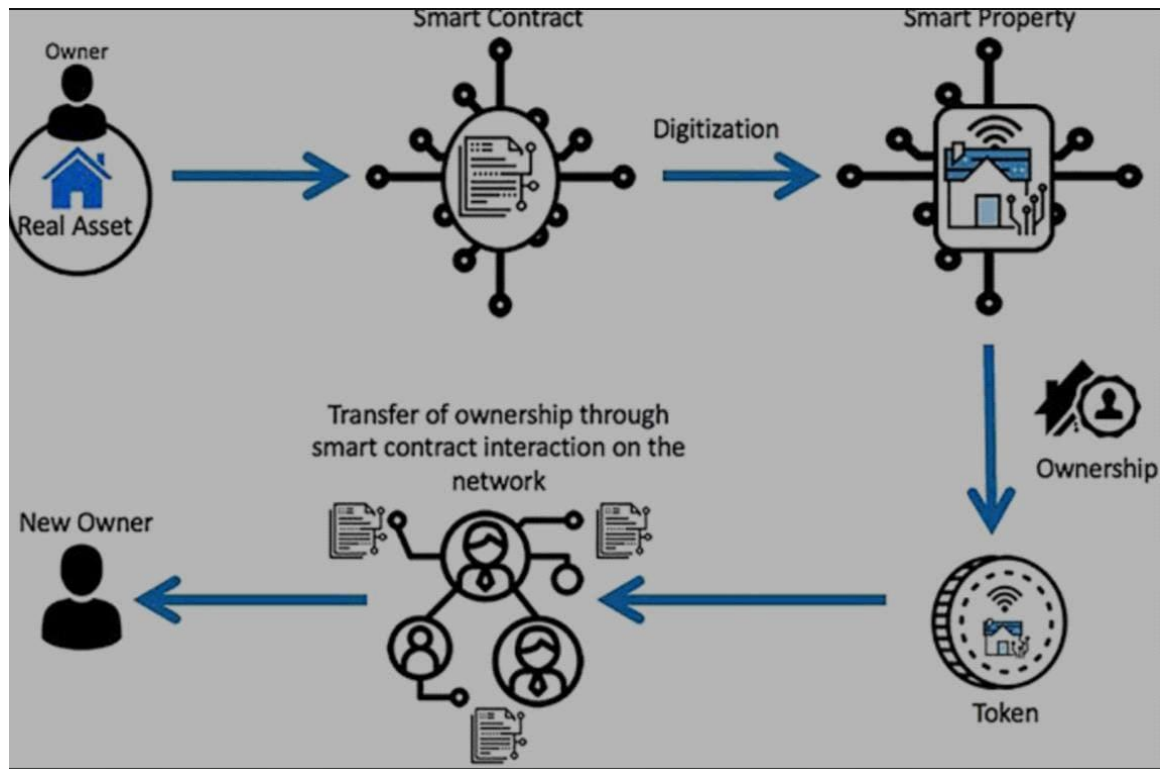 Smart Contract
Smart Property
Owner
Real Asset
Digitization
Ownership
Transfer of ownership through
smart contract interaction on the
network
New Owner
Token